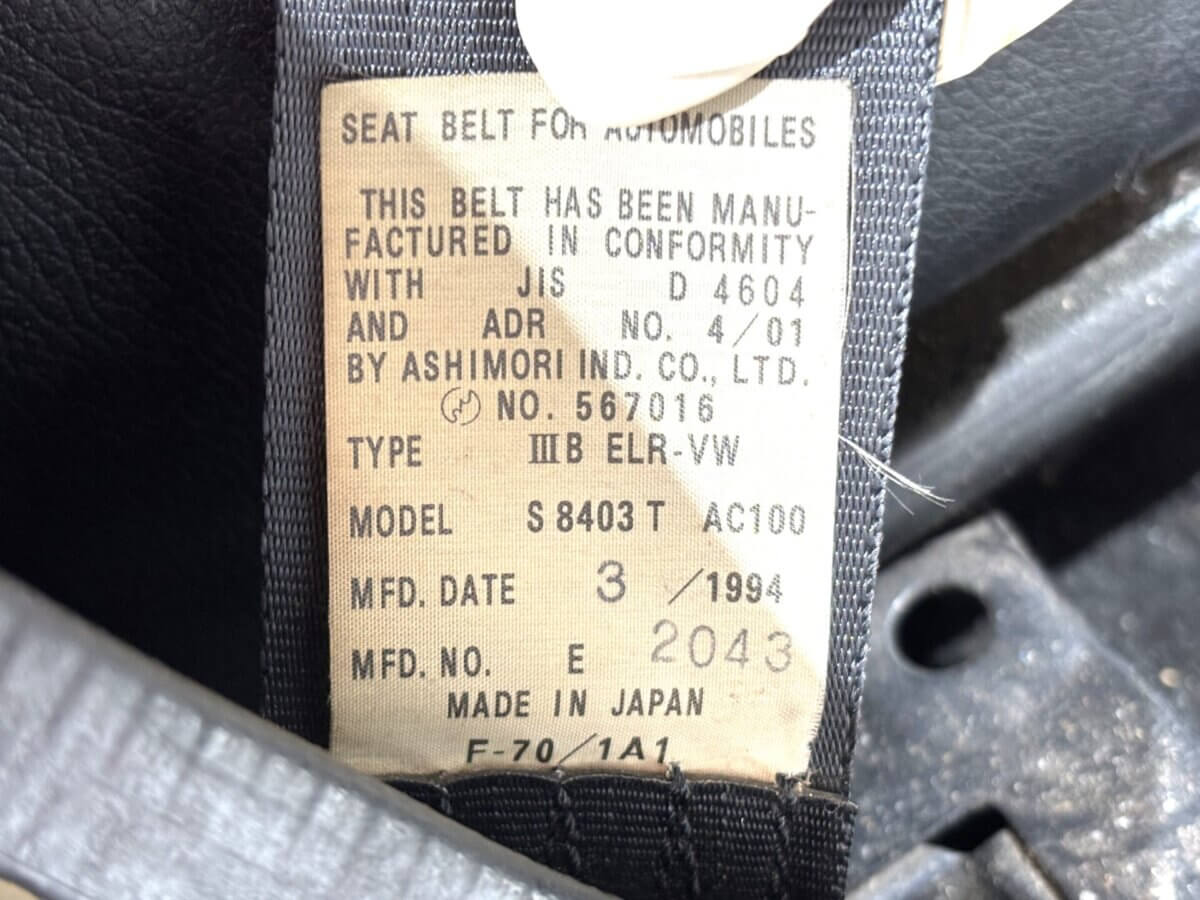 SEAT BELT FOR AUTOMOBILES
THIS BELT HAS BEEN MANU-
FACTURED IN CONFORMITY
WITH JIS D 4604
AND ADR NO. 4/01
BY ASHIMORI IND. CO., LTD.
NO. 567016
TYPE ⅢB ELR-VW
MODEL S 8403 T AC100
MFD. DATE 3 /1994
MFD. NO. E 2043
MADE IN JAPAN
F-70/1A1